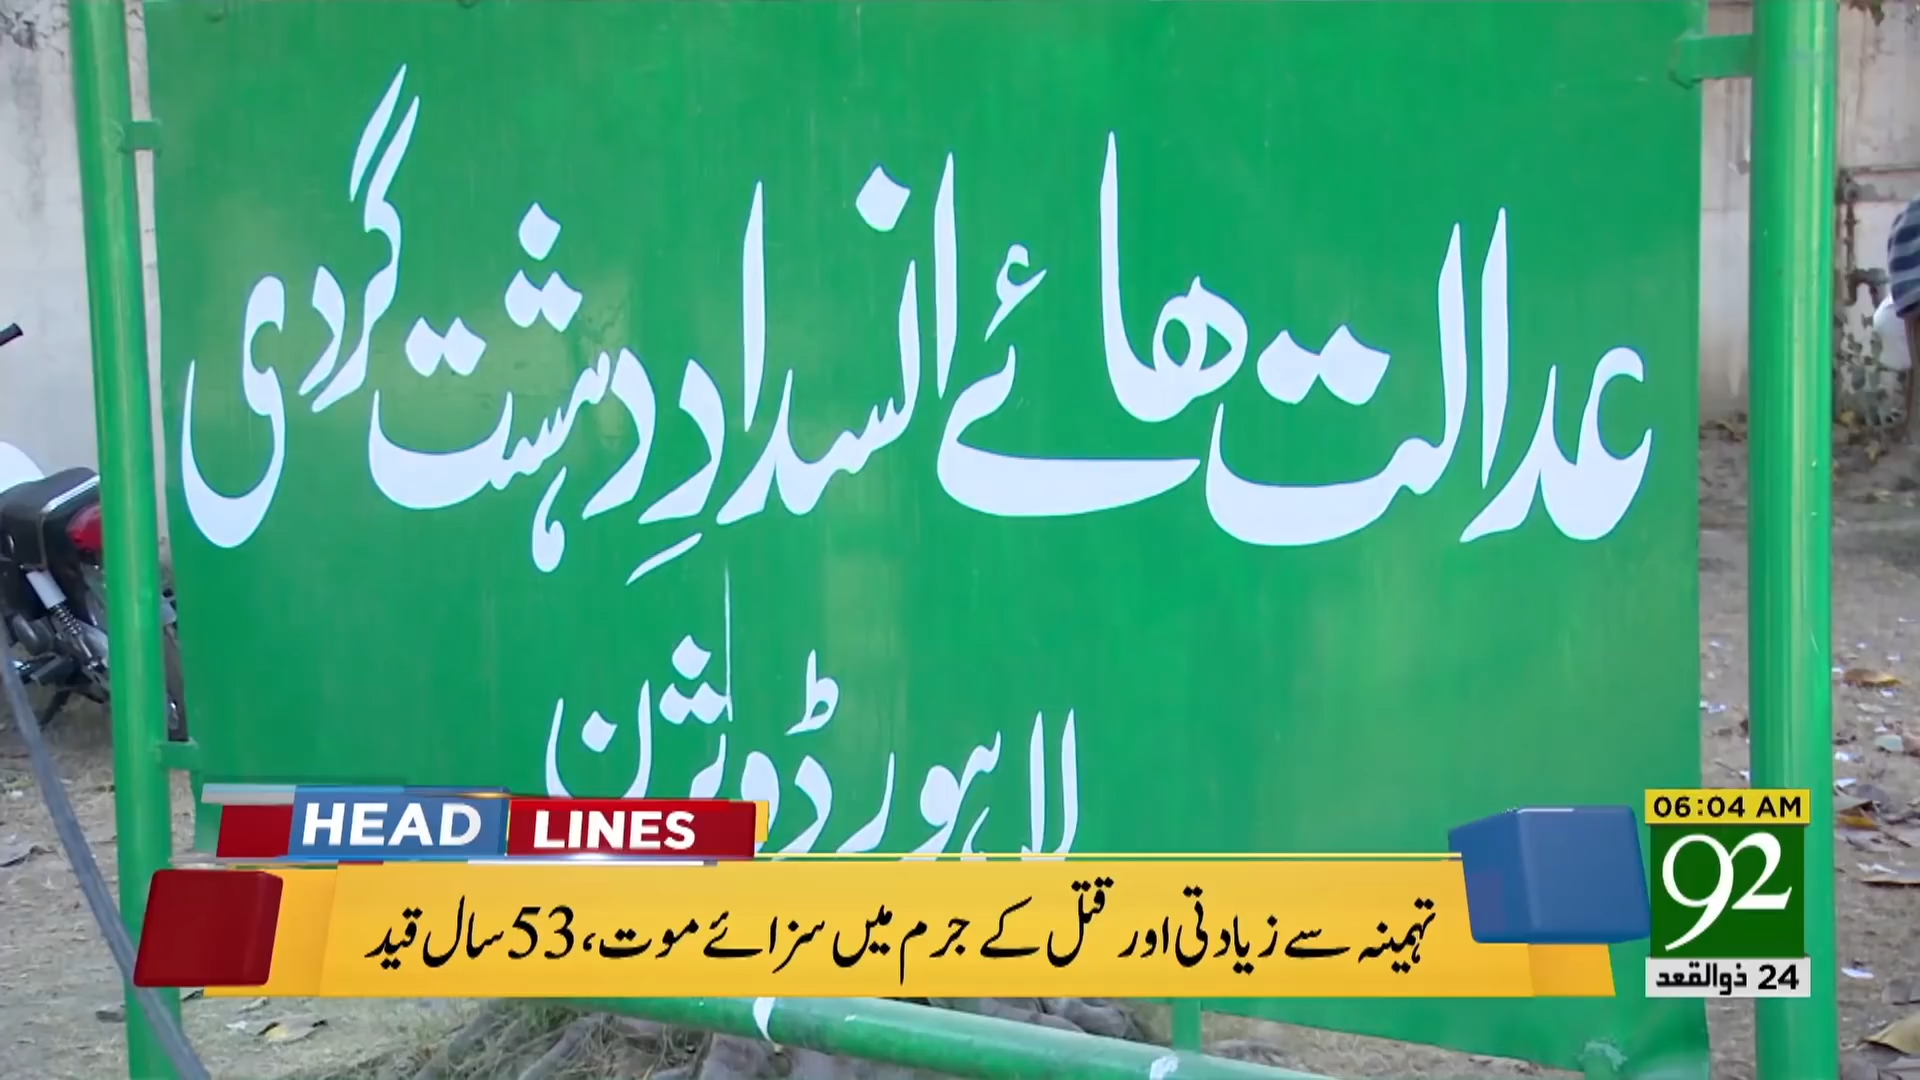 عدالت ھائے انسدادِ دہشت گردی
لاہور ڈویژن
HEAD LINES
تہمینہ سے زیادتی اور قتل کے جرم میں سزائے موت، 53 سال قید
06:04 AM
92
24 ذوالقعد